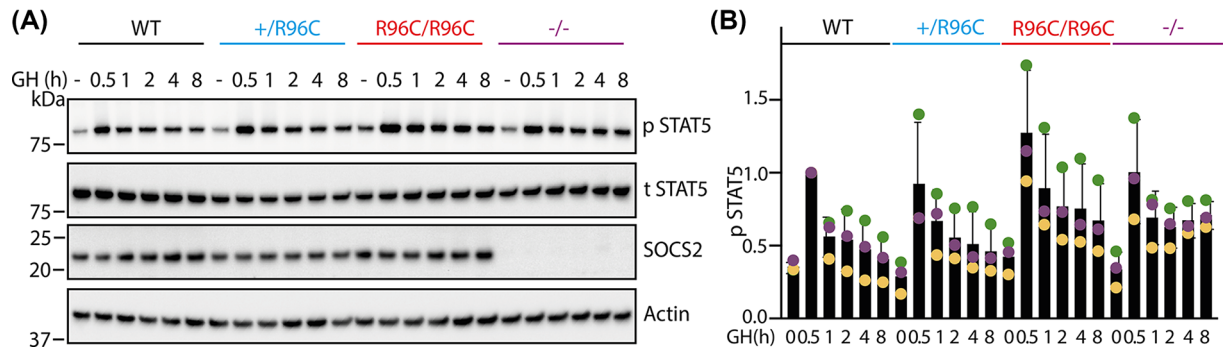 (A)
WT +/R96C R96C/R96C -/-
GH (h) - 0.5 1 2 4 8 - 0.5 1 2 4 8 - 0.5 1 2 4 8 - 0.5 1 2 4 8
kDa
75 p STAT5
75 t STAT5
25
20 SOCS2
37 Actin
(B)
WT +/R96C R96C/R96C -/-
p STAT5
1.5
1.0
0.5
0.0
GH(h) 0 0.5 1 2 4 8 0 0.5 1 2 4 8 0 0.5 1 2 4 8 0 0.5 1 2 4 8